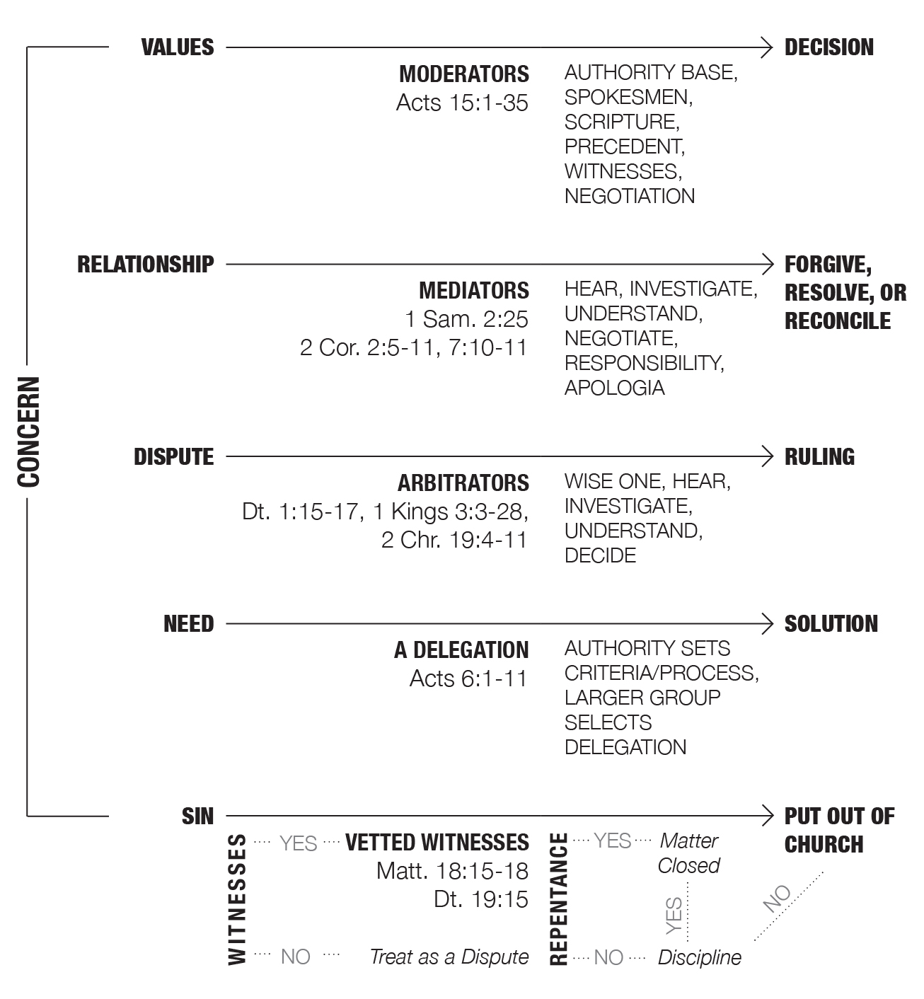 CONCERN
VALUES
DECISION
MODERATORS
Acts 15:1-35
AUTHORITY BASE,
SPOKESMEN,
SCRIPTURE,
PRECEDENT,
WITNESSES,
NEGOTIATION
RELATIONSHIP
FORGIVE,
RESOLVE, OR
RECONCILE
MEDIATORS
1 Sam. 2:25
2 Cor. 2:5-11, 7:10-11
HEAR, INVESTIGATE,
UNDERSTAND,
NEGOTIATE,
RESPONSIBILITY,
APOLOGIA
DISPUTE
RULING
ARBITRATORS
Dt. 1:15-17, 1 Kings 3:3-28,
2 Chr. 19:4-11
WISE ONE, HEAR,
INVESTIGATE,
UNDERSTAND,
DECIDE
NEED
SOLUTION
A DELEGATION
Acts 6:1-11
AUTHORITY SETS
CRITERIA/PROCESS,
LARGER GROUP
SELECTS
DELEGATION
SIN
PUT OUT OF
CHURCH
WITNESSES
YES
VETTED WITNESSES
Matt. 18:15-18
Dt. 19:15
NO
Treat as a Dispute
REPENTANCE
YES
Matter
Closed
YES
NO
NO
Discipline